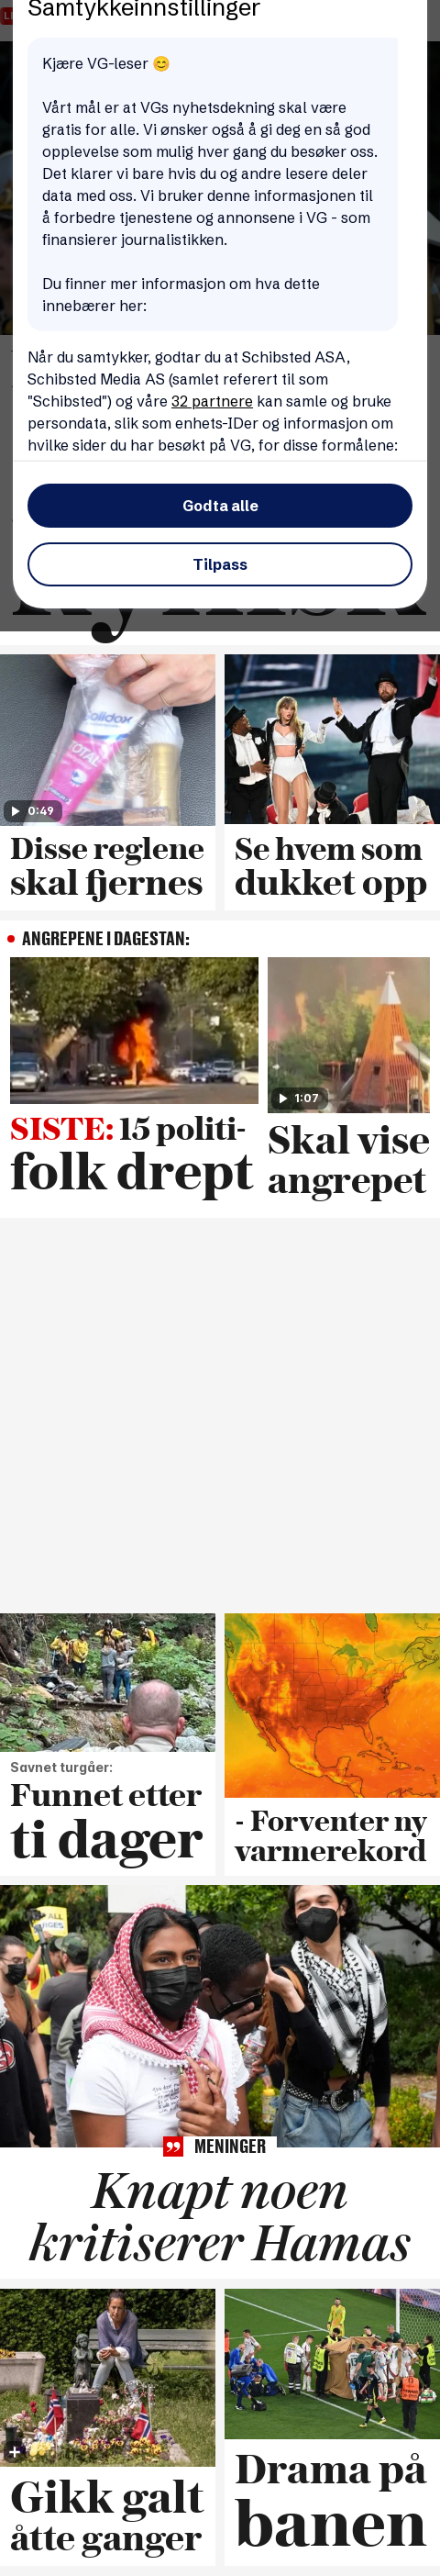 Samtykkeinnstillinger
Kjære VG-leser 😊
Vårt mål er at VGs nyhetsdekning skal være
gratis for alle. Vi ønsker også å gi deg en så god
opplevelse som mulig hver gang du besøker oss.
Det klarer vi bare hvis du og andre lesere deler
data med oss. Vi bruker denne informasjonen til
å forbedre tjenestene og annonsene i VG - som
finansierer journalistikken.
Du finner mer informasjon om hva dette
innebærer her:
Når du samtykker, godtar du at Schibsted ASA,
Schibsted Media AS (samlet referert til som
"Schibsted") og våre 32 partnere kan samle og bruke
persondata, slik som enhets-IDer og informasjon om
hvilke sider du har besøkt på VG, for disse formålene:
Godta alle
Tilpass
0:49
Disse reglene
skal fjernes
Se hvem som
dukket opp
ANGREPENE I DAGESTAN:
SISTE: 15 politi-
folk drept
1:07
Skal vise
angrepet
Savnet turgåer:
Funnet etter
ti dager
- Forventer ny
varmerekord
MENINGER
Knapt noen
kritiserer Hamas
Gikk galt
åtte ganger
Drama på
banen